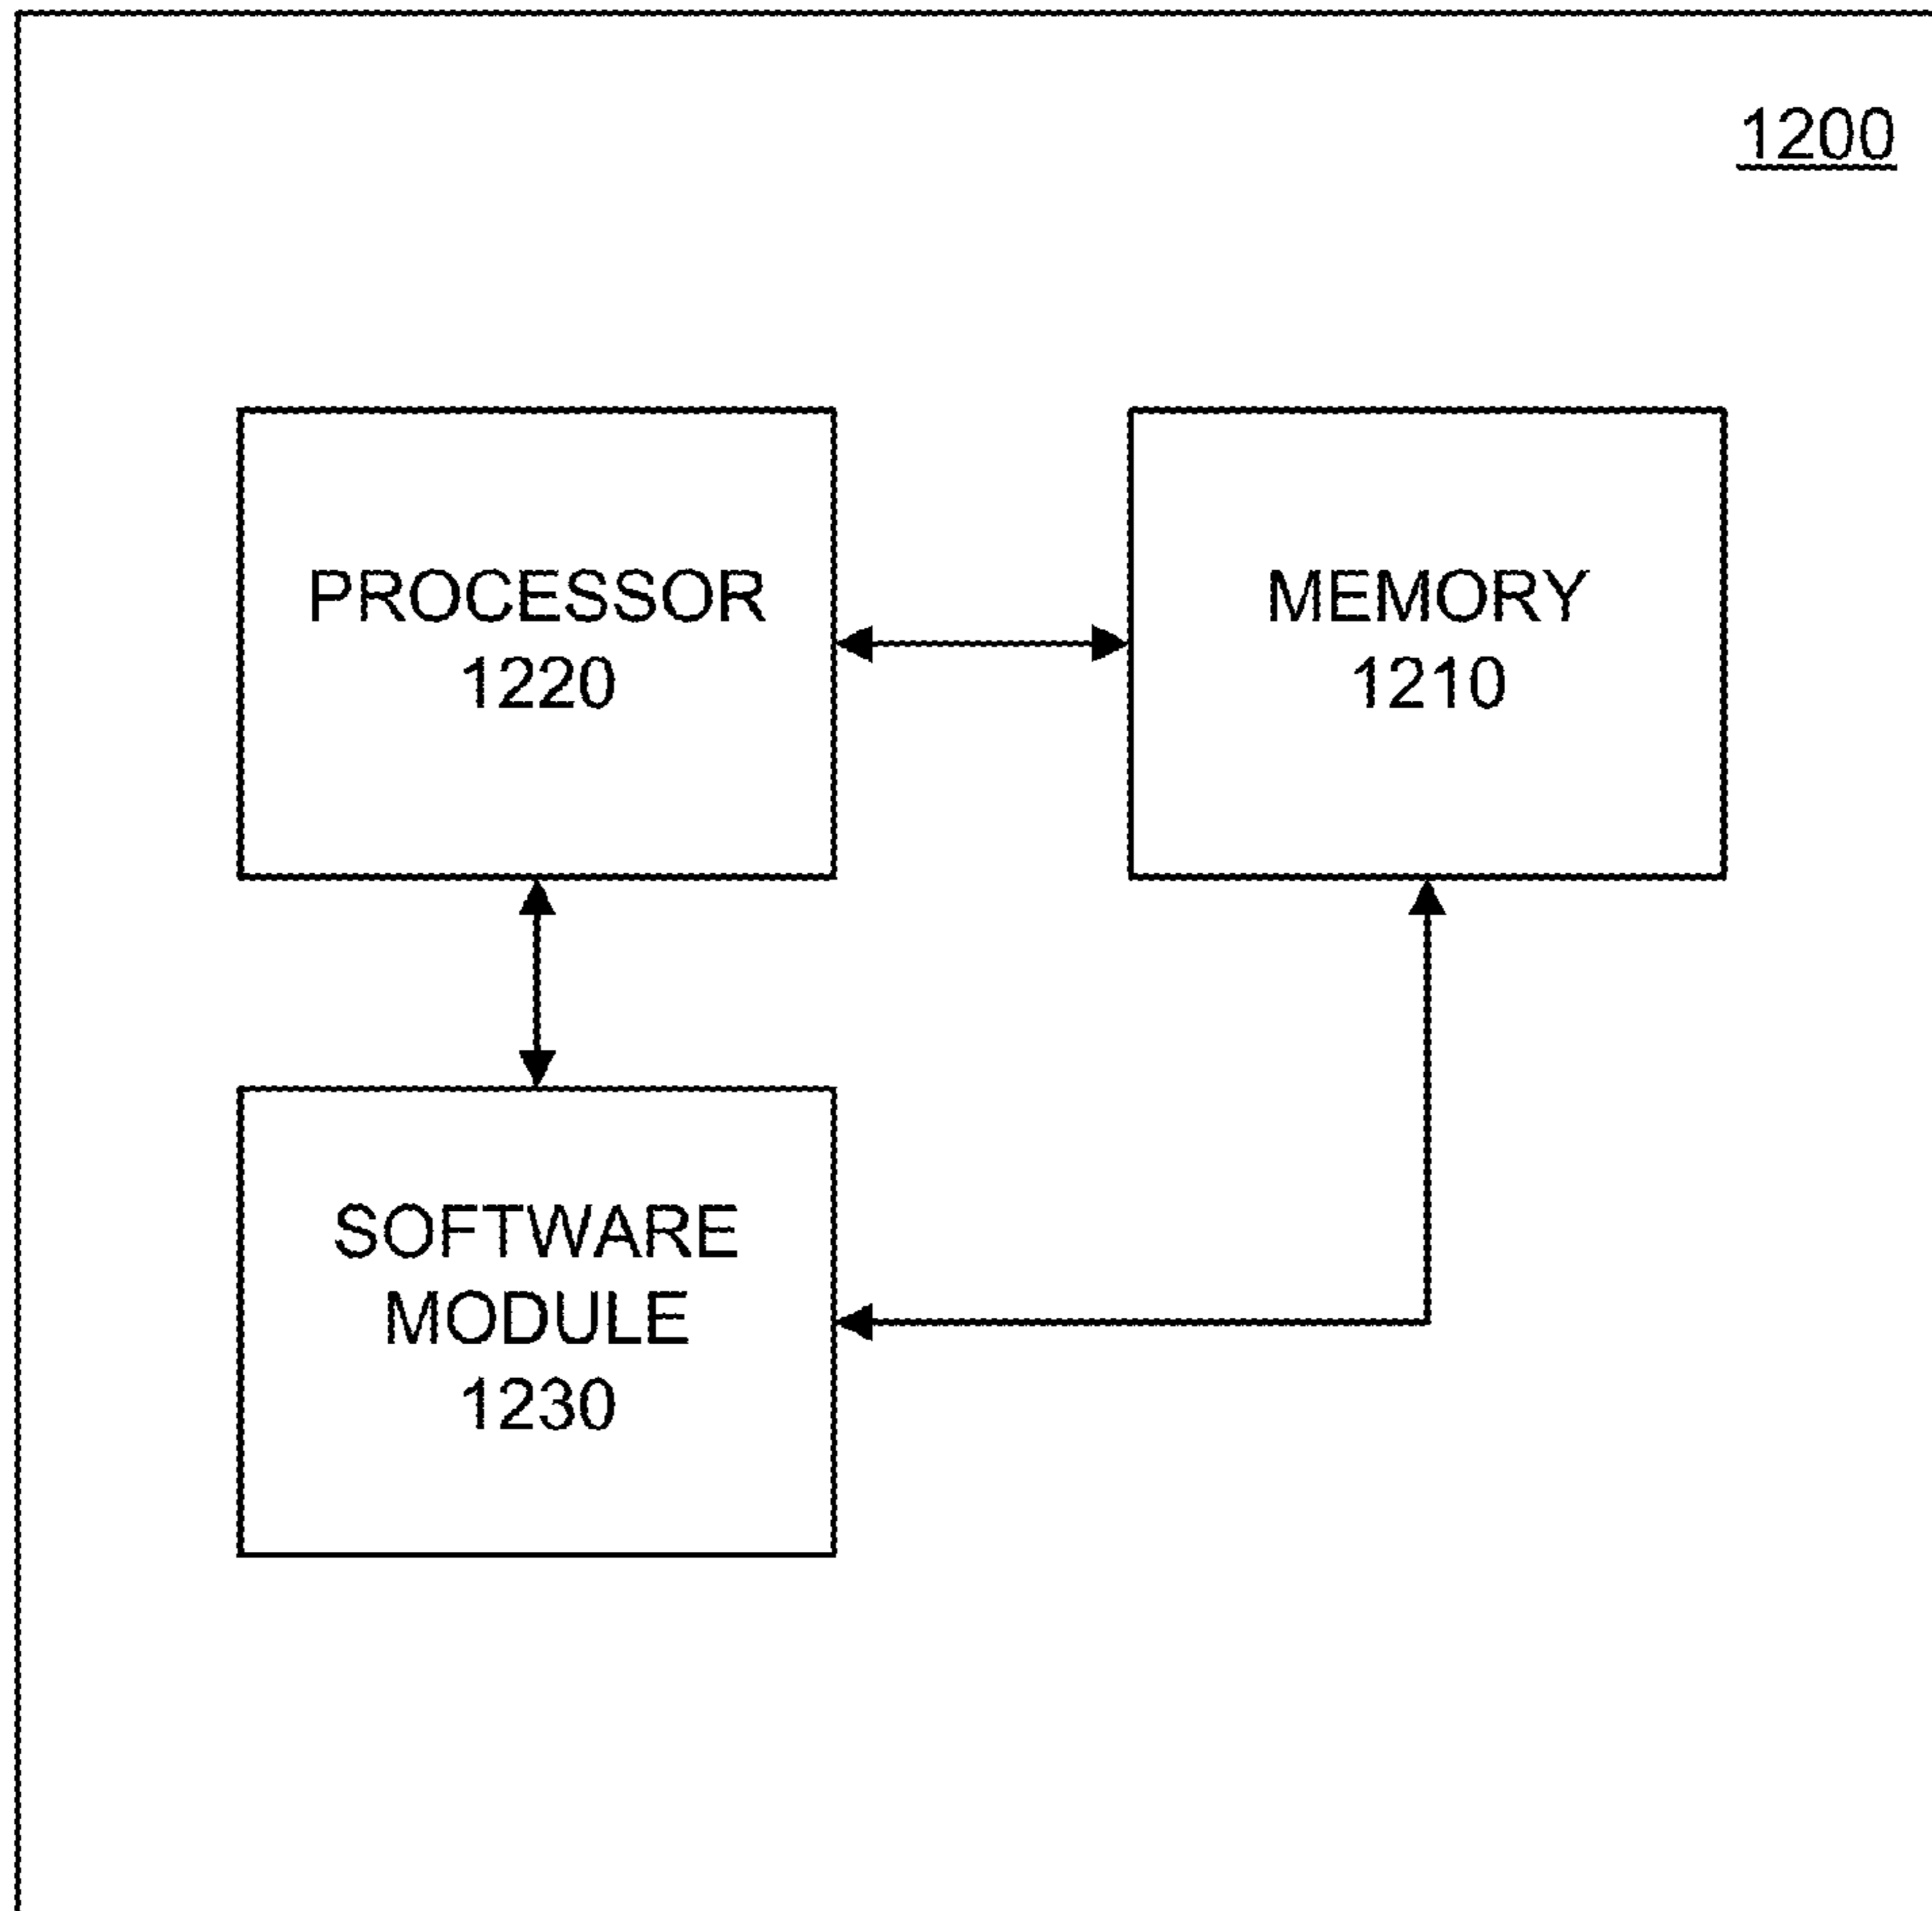 1200
PROCESSOR
1220
MEMORY
1210
SOFTWARE
MODULE
1230